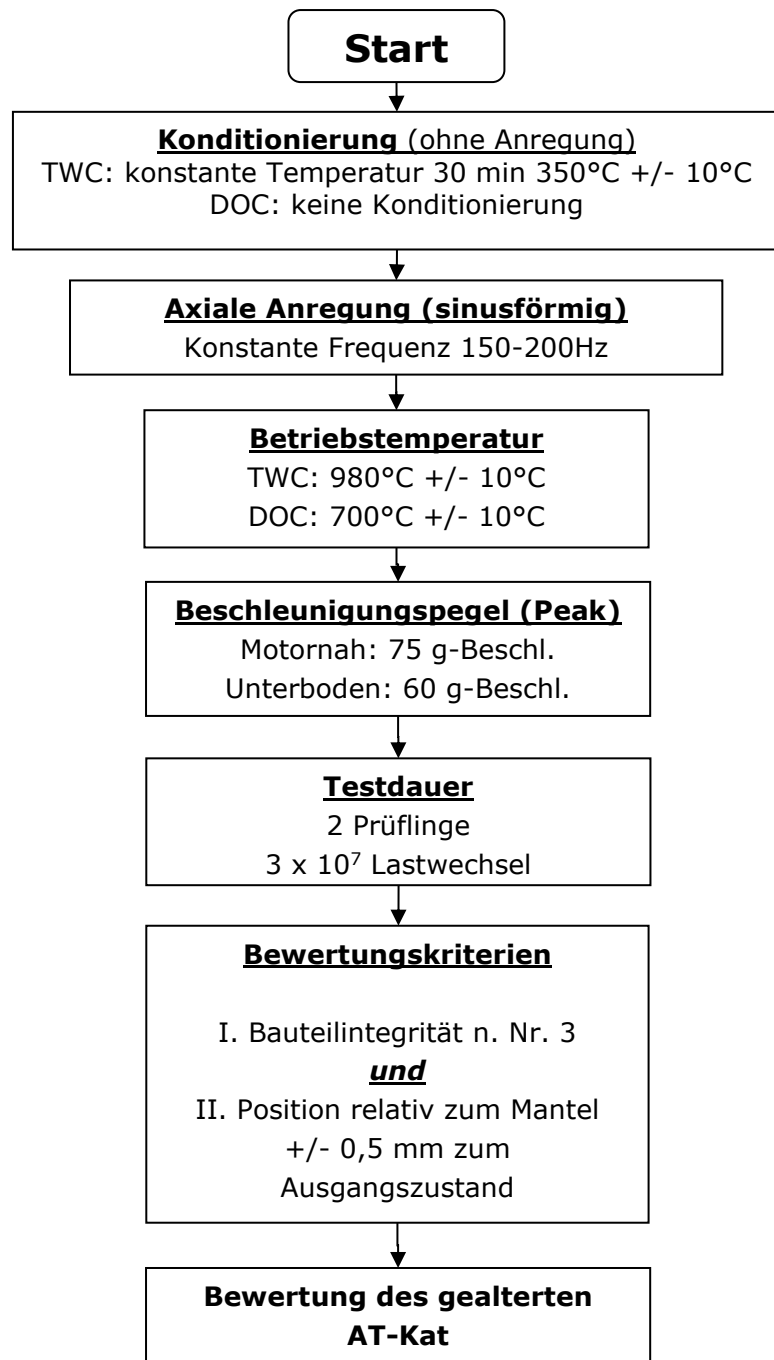 Start
Konditionierung (ohne Anregung)
TWC: konstante Temperatur 30 min 350°C +/- 10°C
DOC: keine Konditionierung
Axiale Anregung (sinusförmig)
Konstante Frequenz 150-200Hz
Betriebstemperatur
TWC: 980°C +/- 10°C
DOC: 700°C +/- 10°C
Beschleunigungspegel (Peak)
Motornah: 75 g-Beschl.
Unterboden: 60 g-Beschl.
Testdauer
2 Prüflinge
3 x 10⁷ Lastwechsel
Bewertungskriterien
I. Bauteilintegrität n. Nr. 3
und
II. Position relativ zum Mantel
+/- 0,5 mm zum
Ausgangszustand
Bewertung des gealterten
AT-Kat